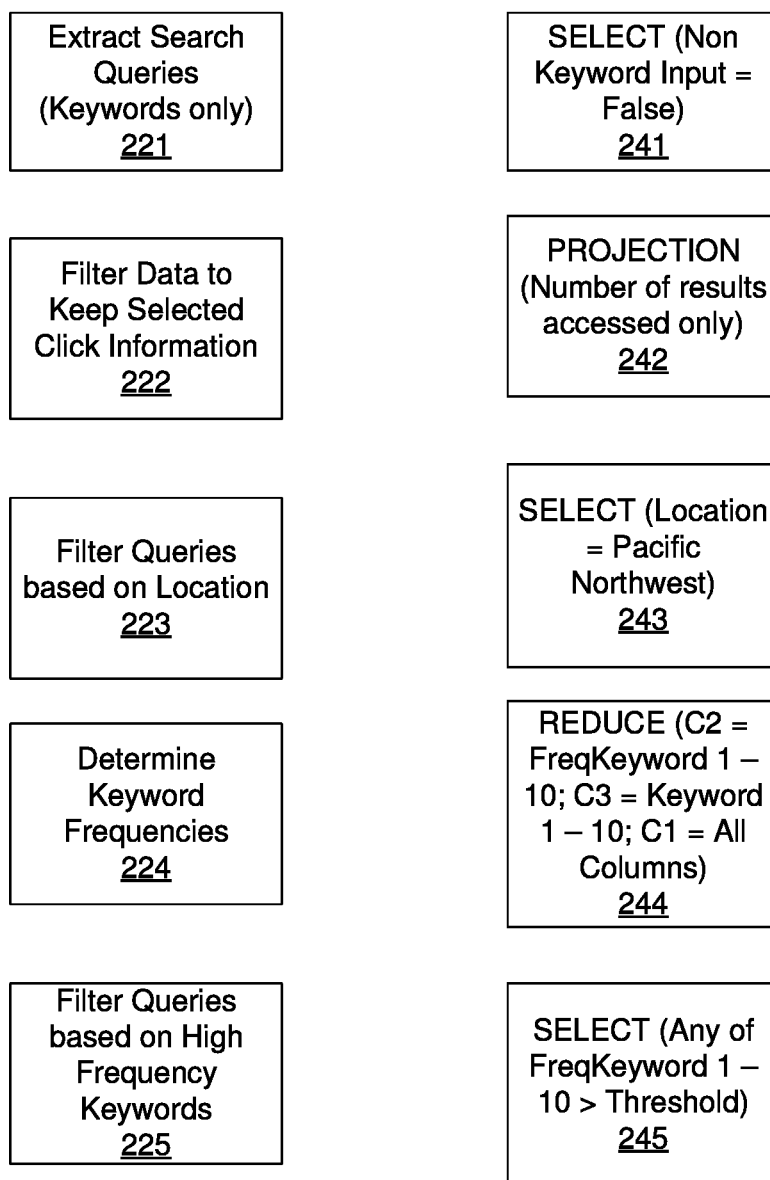 Extract Search
Queries
(Keywords only)
221
SELECT (Non
Keyword Input =
False)
241
Filter Data to
Keep Selected
Click Information
222
PROJECTION
(Number of results
accessed only)
242
Filter Queries
based on Location
223
SELECT (Location
= Pacific
Northwest)
243
Determine
Keyword
Frequencies
224
REDUCE (C2 =
FreqKeyword 1 –
10; C3 = Keyword
1 – 10; C1 = All
Columns)
244
Filter Queries
based on High
Frequency
Keywords
225
SELECT (Any of
FreqKeyword 1 –
10 > Threshold)
245